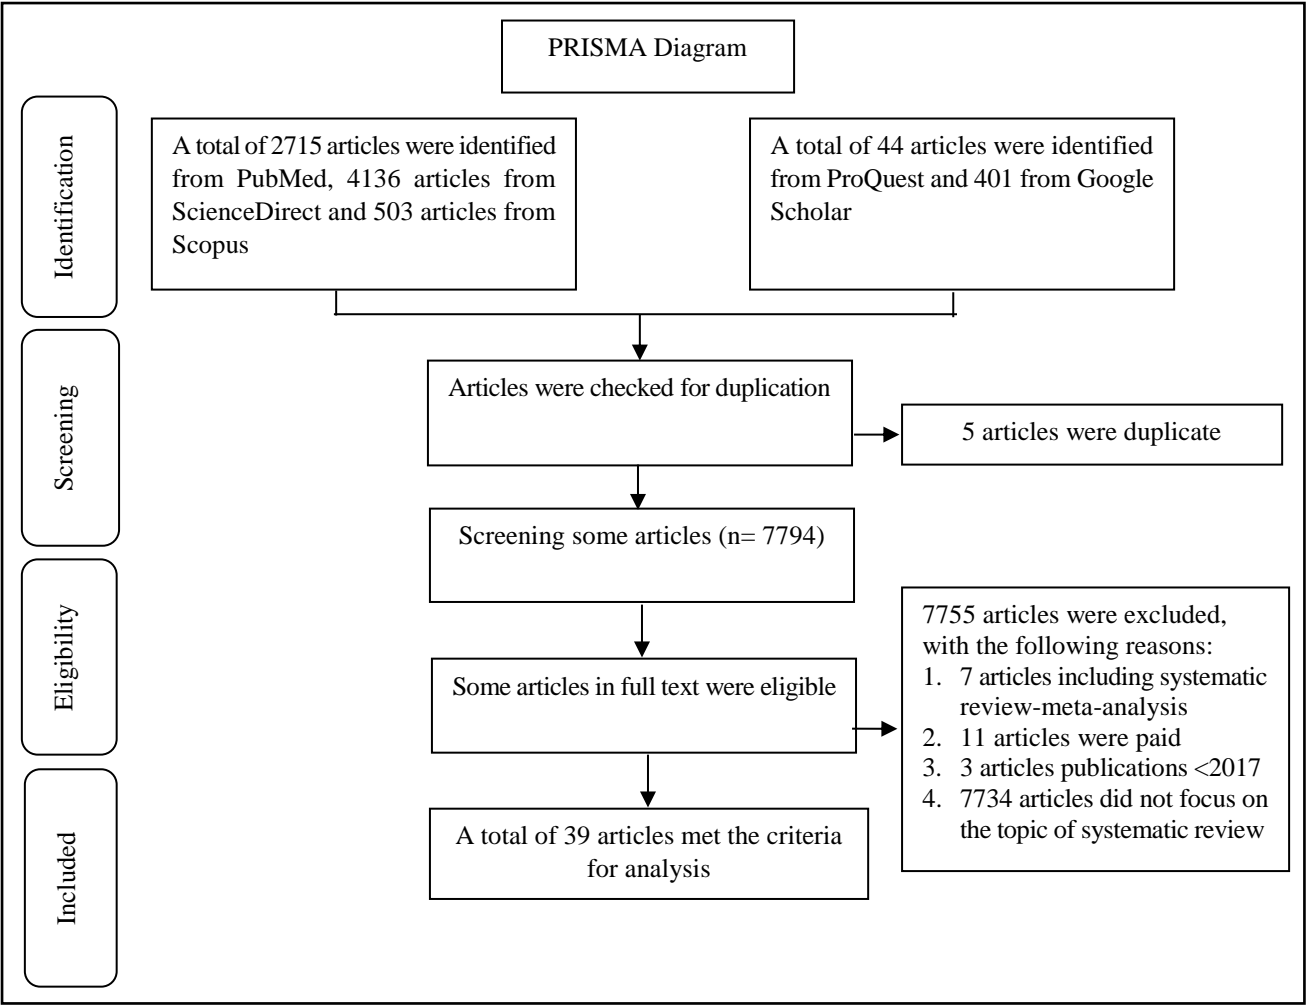 PRISMA Diagram
Identification
A total of 2715 articles were identified
from PubMed, 4136 articles from
ScienceDirect and 503 articles from
Scopus
A total of 44 articles were identified
from ProQuest and 401 from Google
Scholar
Screening
Articles were checked for duplication
5 articles were duplicate
Screening some articles (n= 7794)
Eligibility
Some articles in full text were eligible
7755 articles were excluded,
with the following reasons:
1. 7 articles including systematic
review-meta-analysis
2. 11 articles were paid
3. 3 articles publications <2017
4. 7734 articles did not focus on
the topic of systematic review
Included
A total of 39 articles met the criteria
for analysis